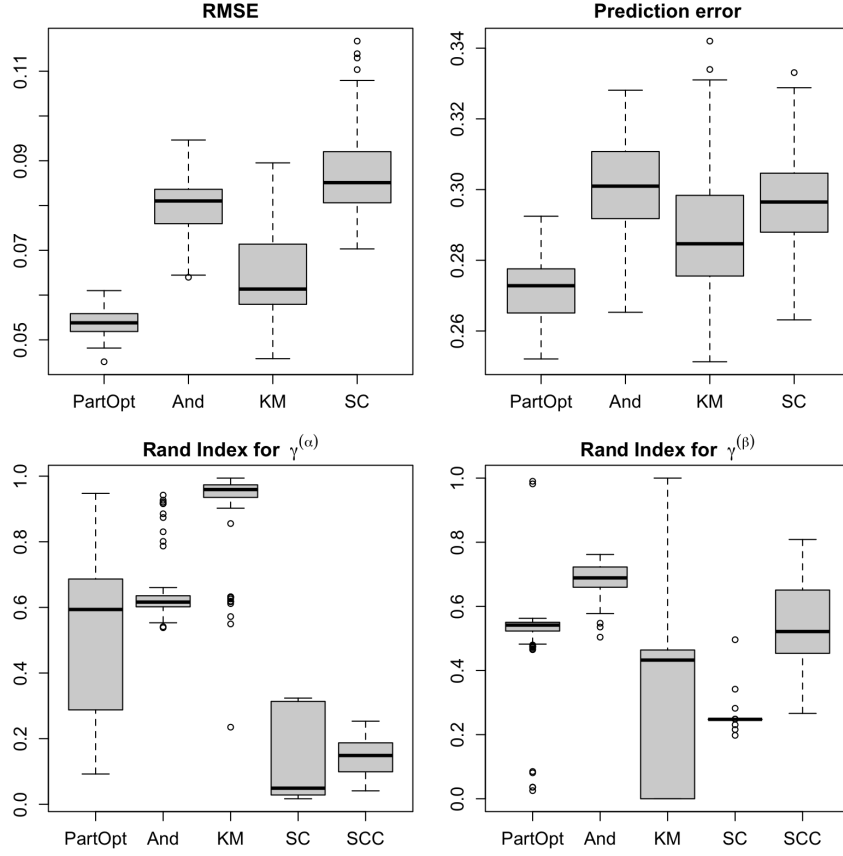 RMSE
0.11
0.09
0.07
0.05
PartOpt And KM SC
Prediction error
0.34
0.32
0.30
0.28
0.26
PartOpt And KM SC
Rand Index for γ^(α)
1.0
0.8
0.6
0.4
0.2
0.0
PartOpt And KM SC SCC
Rand Index for γ^(β)
1.0
0.8
0.6
0.4
0.2
0.0
PartOpt And KM SC SCC